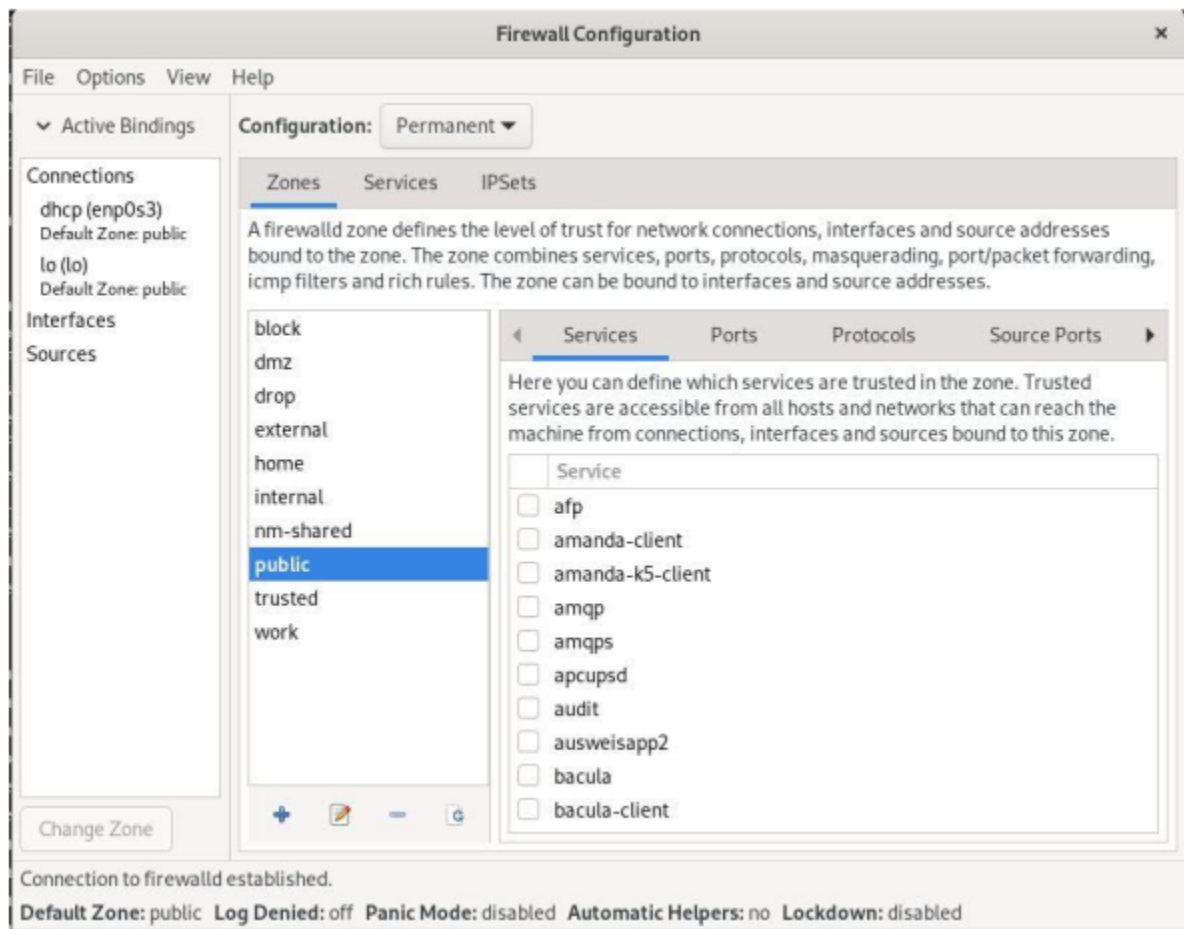 Firewall Configuration
File Options View Help
Active Bindings
Configuration: Permanent
Connections
dhcp (enp0s3)
Default Zone: public
lo (lo)
Default Zone: public
Interfaces
Sources
Change Zone
Zones Services IPSets
A firewalld zone defines the level of trust for network connections, interfaces and source addresses
bound to the zone. The zone combines services, ports, protocols, masquerading, port/packet forwarding,
icmp filters and rich rules. The zone can be bound to interfaces and source addresses.
block
dmz
drop
external
home
internal
nm-shared
public
trusted
work
Services Ports Protocols Source Ports
Here you can define which services are trusted in the zone. Trusted
services are accessible from all hosts and networks that can reach the
machine from connections, interfaces and sources bound to this zone.
Service
afp
amanda-client
amanda-k5-client
amqp
amqps
apcupsd
audit
ausweisapp2
bacula
bacula-client
Connection to firewalld established.
Default Zone: public Log Denied: off Panic Mode: disabled Automatic Helpers: no Lockdown: disabled